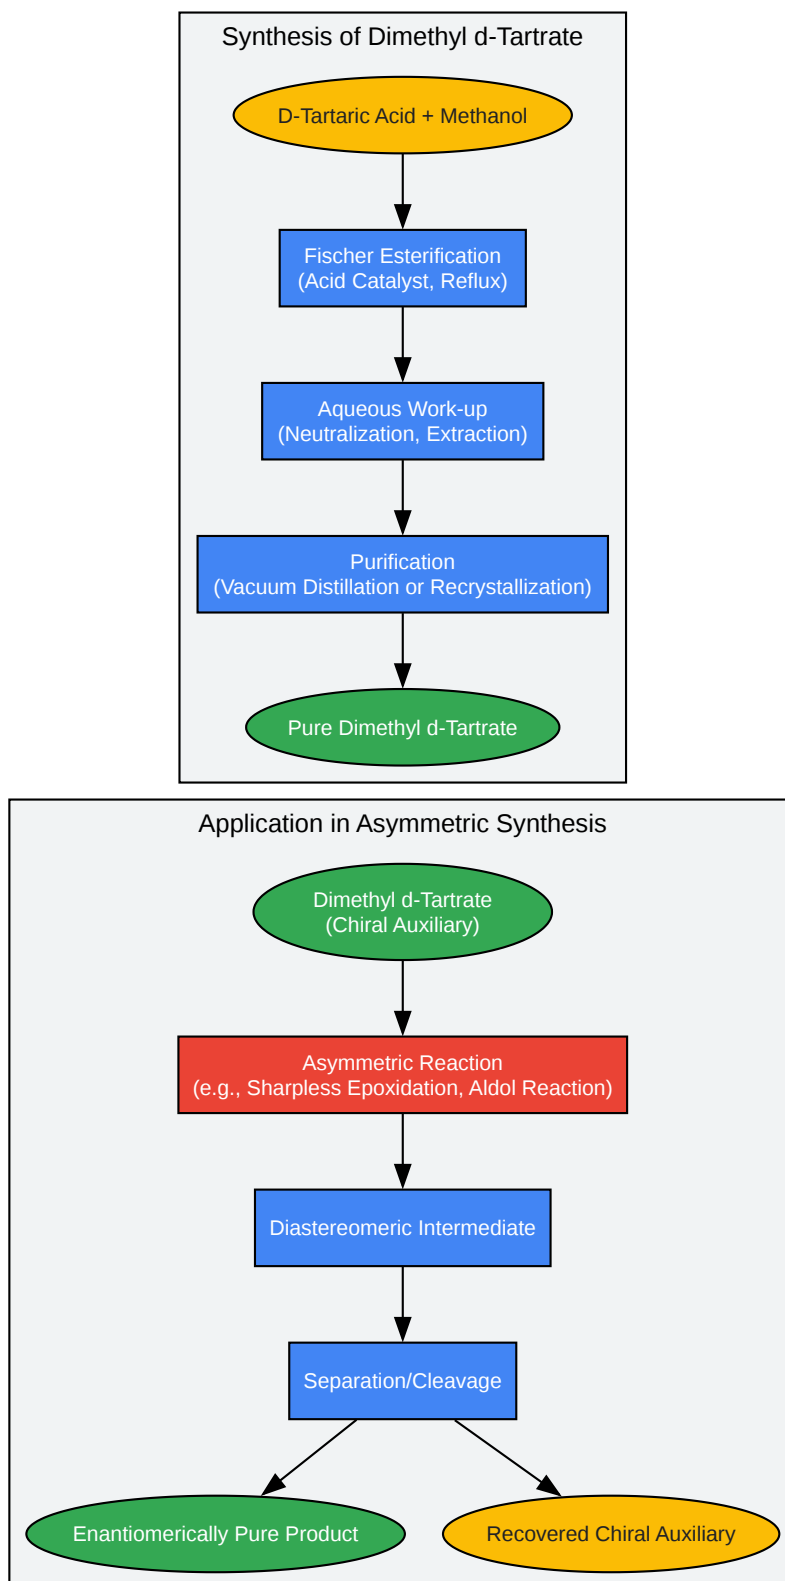 Synthesis of Dimethyl d-Tartrate
D-Tartaric Acid + Methanol
Fischer Esterification
(Acid Catalyst, Reflux)
Aqueous Work-up
(Neutralization, Extraction)
Purification
(Vacuum Distillation or Recrystallization)
Pure Dimethyl d-Tartrate
Application in Asymmetric Synthesis
Dimethyl d-Tartrate
(Chiral Auxiliary)
Asymmetric Reaction
(e.g., Sharpless Epoxidation, Aldol Reaction)
Diastereomeric Intermediate
Separation/Cleavage
Enantiomerically Pure Product
Recovered Chiral Auxiliary